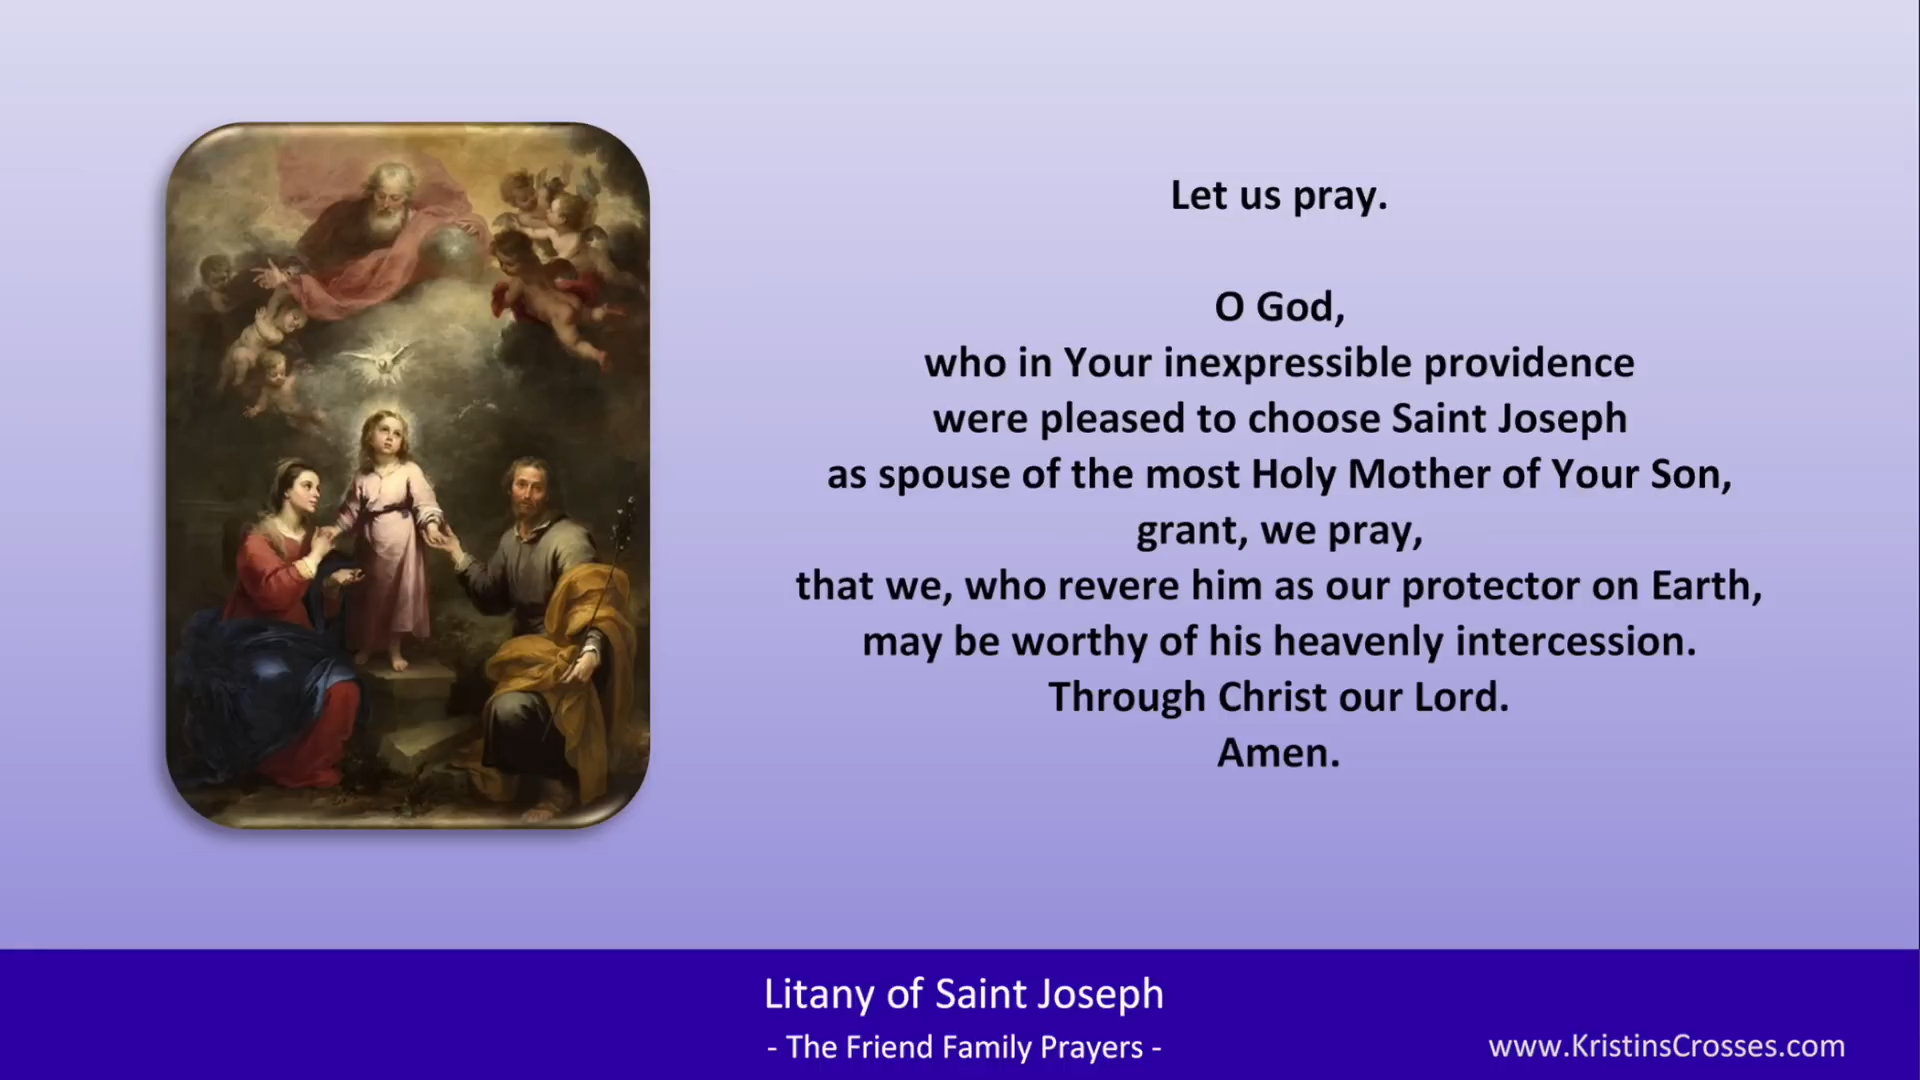 Let us pray.
O God,
who in Your inexpressible providence
were pleased to choose Saint Joseph
as spouse of the most Holy Mother of Your Son,
grant, we pray,
that we, who revere him as our protector on Earth,
may be worthy of his heavenly intercession.
Through Christ our Lord.
Amen.
Litany of Saint Joseph
- The Friend Family Prayers -
www.KristinsCrosses.com